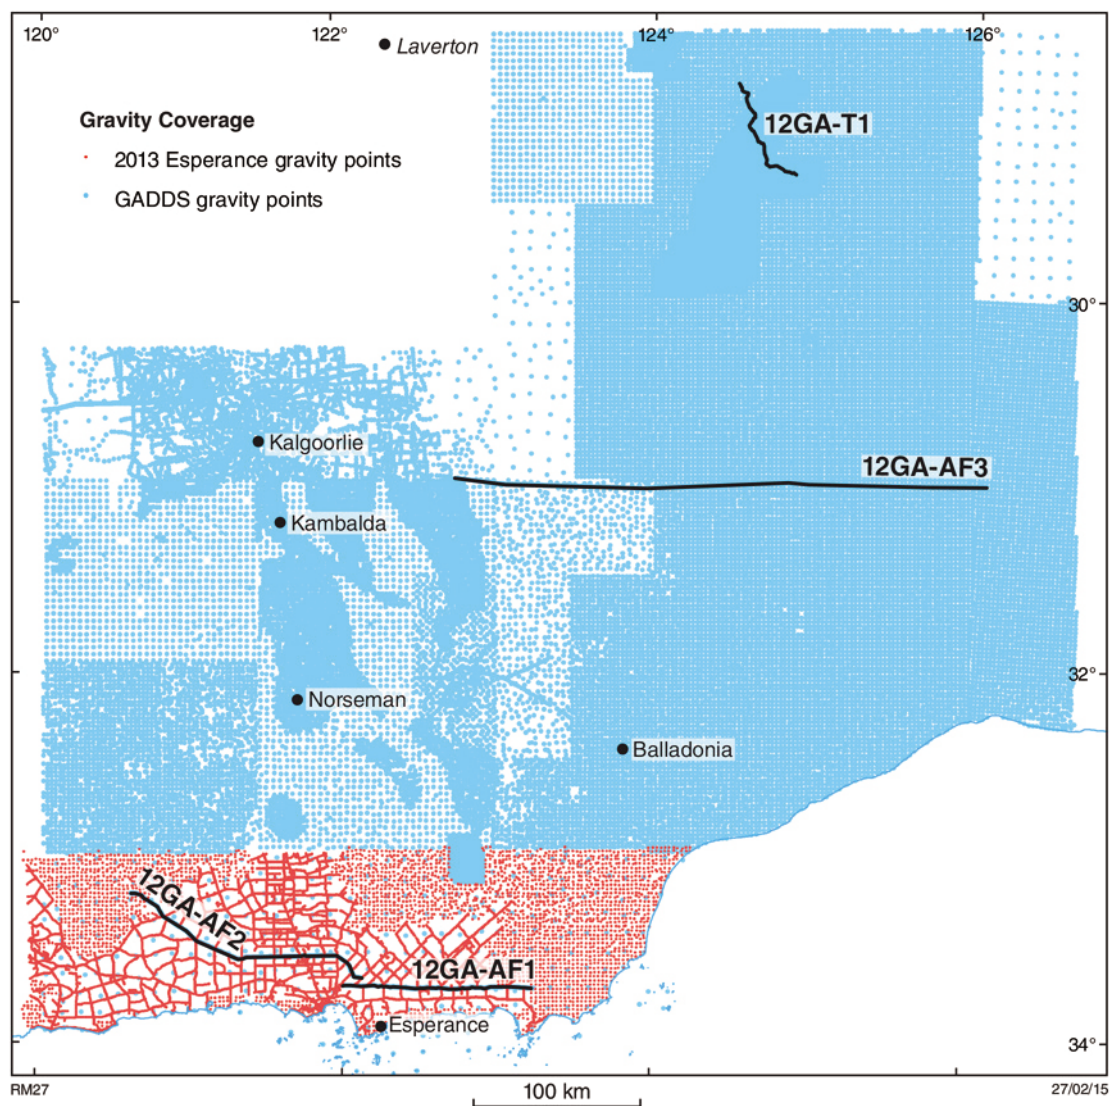 120°
122°
124°
126°
Laverton
Gravity Coverage
2013 Esperance gravity points
GADDS gravity points
12GA-T1
30°
Kalgoorlie
12GA-AF3
Kambalda
32°
Norseman
Balladonia
12GA-AF2
12GA-AF1
Esperance
34°
RM27
100 km
27/02/15